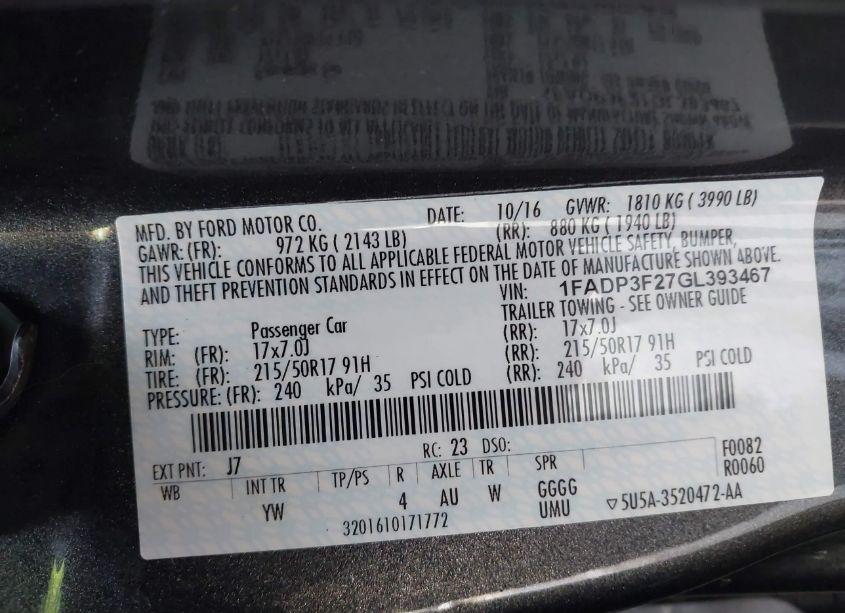 MFD. BY FORD MOTOR CO. DATE: 10/16 GVWR: 1810 KG ( 3990 LB)
GAWR: (FR): 972 KG ( 2143 LB) (RR): 880 KG ( 1940 LB)
THIS VEHICLE CONFORMS TO ALL APPLICABLE FEDERAL MOTOR VEHICLE SAFETY, BUMPER,
AND THEFT PREVENTION STANDARDS IN EFFECT ON THE DATE OF MANUFACTURE SHOWN ABOVE.
VIN: 1FADP3F27GL393467
TRAILER TOWING - SEE OWNER GUIDE
TYPE: Passenger Car
RIM: (FR): 17x7.0J (RR): 17x7.0J
TIRE: (FR): 215/50R17 91H (RR): 215/50R17 91H
PRESSURE: (FR): 240 kPa/ 35 PSI COLD (RR): 240 kPa/ 35 PSI COLD
EXT PNT: J7 RC: 23 DSO: F0082
WB INT TR TP/PS R AXLE TR SPR R0060
YW 4 AU W GGGG
UMU ▽5U5A-3520472-AA
3201610171772